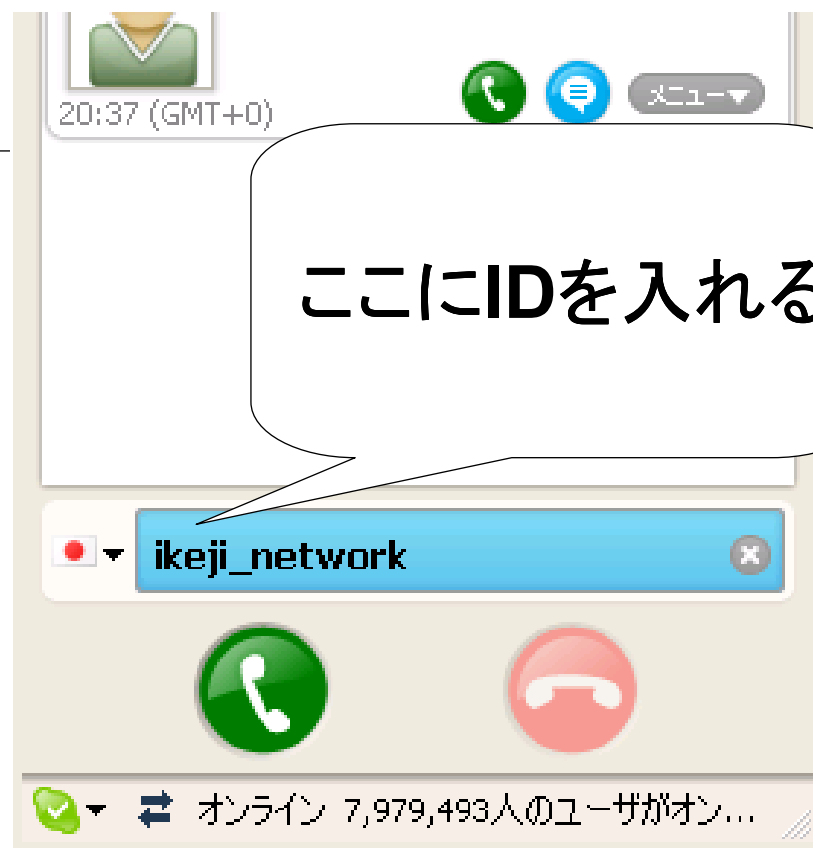 20:37 (GMT+0)
メニュー
ここにIDを入れる
ikeji_network
オンライン 7,979,493人のユーザがオン...